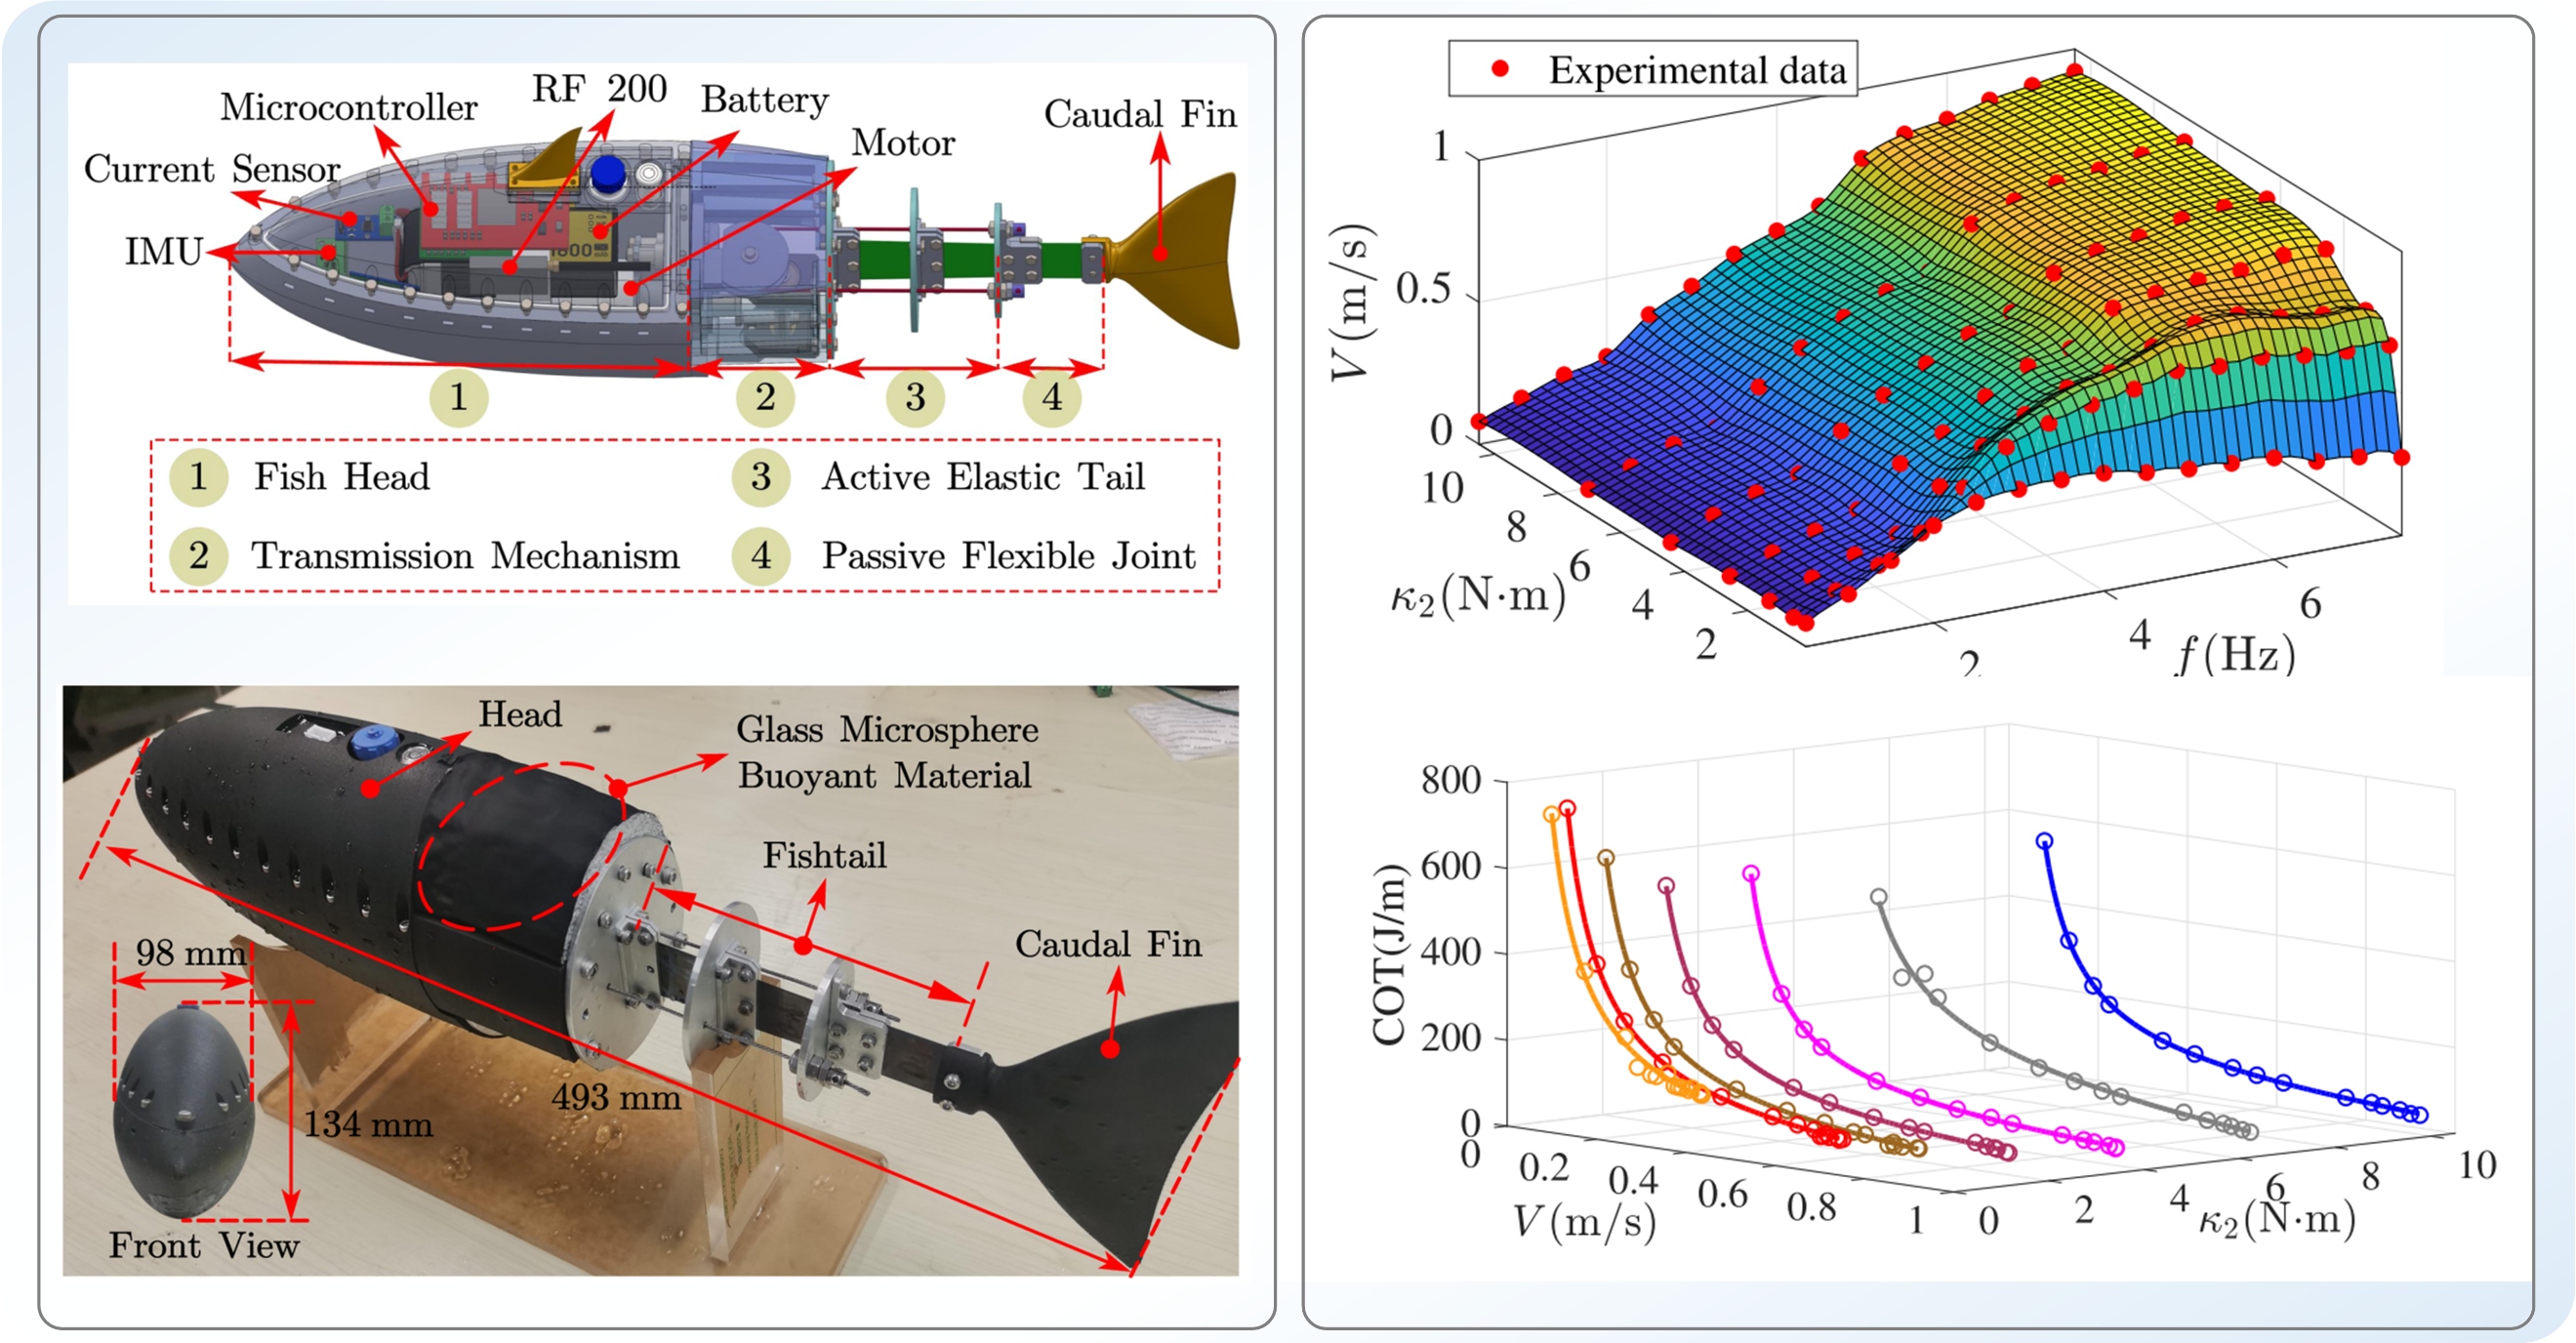 RF 200
Microcontroller
Battery
Caudal Fin
Motor
Current Sensor
IMU
1
2
3
4
1 Fish Head
3 Active Elastic Tail
2 Transmission Mechanism
4 Passive Flexible Joint
Head
Glass Microsphere
Buoyant Material
Fishtail
Caudal Fin
98 mm
493 mm
134 mm
Front View
Experimental data
1
0.5
0
V(m/s)
10
8
6
4
2
κ₂(N·m)
2
4
6
f(Hz)
800
600
400
200
0
COT(J/m)
0
0.2
0.4
0.6
0.8
1
V(m/s)
0
2
4
6
8
10
κ₂(N·m)